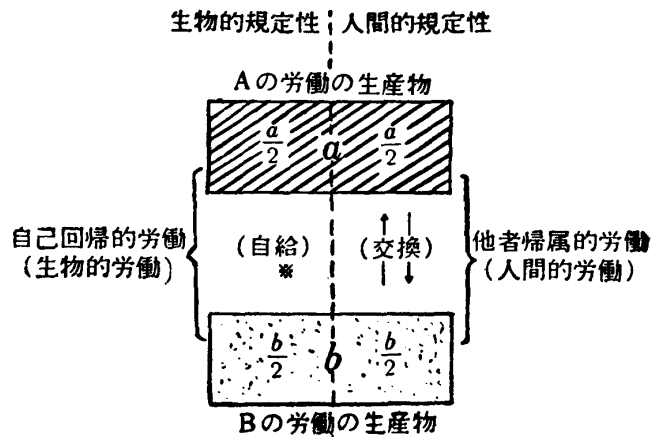 生物的規定性 人間的規定性
Aの労働の生産物
a/2 a a/2
自己回帰的労働
(生物的労働)
(自給)
※
(交換)
他者帰属的労働
(人間的労働)
b/2 b b/2
Bの労働の生産物